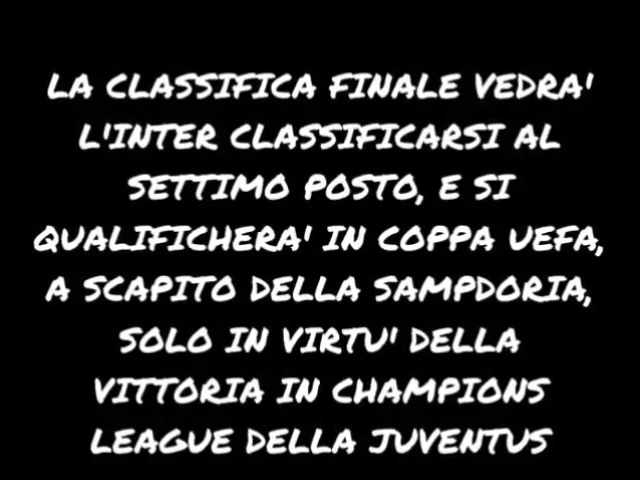 LA CLASSIFICA FINALE VEDRA'
L'INTER CLASSIFICARSI AL
SETTIMO POSTO, E SI
QUALIFICHERA' IN COPPA UEFA,
A SCAPITO DELLA SAMPDORIA,
SOLO IN VIRTU' DELLA
VITTORIA IN CHAMPIONS
LEAGUE DELLA JUVENTUS